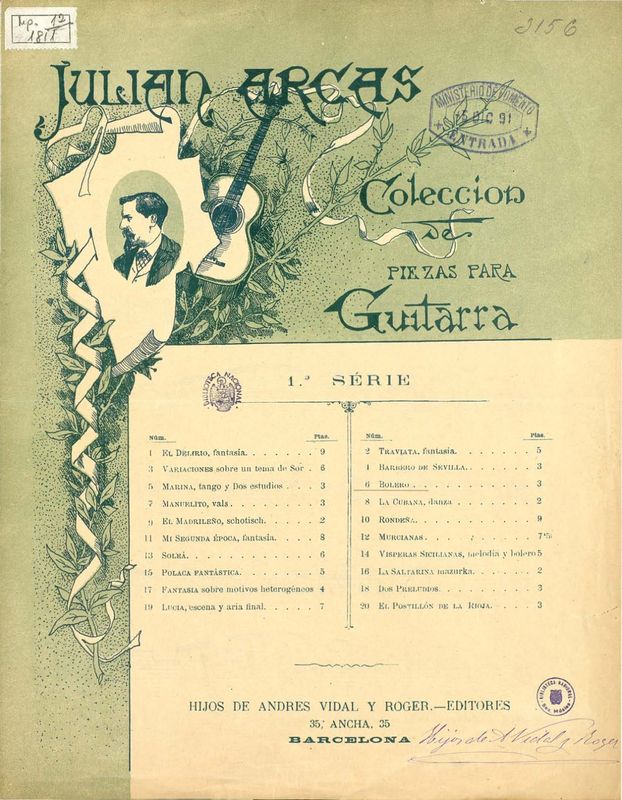 Mp. 12
1811
3156
JULIAN ARCAS
MINISTERIO DE FOMENTO
15 DIC 91
ENTRADA
Coleccion
de
PIEZAS PARA
Guitarra
1.ª SÉRIE
BIBLIOTECA NACIONAL
Núm. Ptas.
1 EL DELIRIO, fantasía. 9
3 VARIACIONES sobre un tema de Sor. 6
5 MARINA, tango y Dos estudios. 3
7 MANUELITO, vals. 3
9 EL MADRILEÑO, schotisch. 2
11 MI SEGUNDA ÉPOCA, fantasía. 8
13 SOLEÁ. 6
15 POLACA FANTÁSTICA. 5
17 FANTASIA sobre motivos heterogéneos 4
19 LUCIA, escena y aria final. 7
Núm. Ptas.
2 TRAVIATA, fantasia. 5
4 BARBERO DE SEVILLA. 3
6 BOLERO. 3
8 LA CUBANA, danza. 2
10 RONDEÑA. 9
12 MURCIANAS. 7'50
14 VISPERAS SICILIANAS, melodia y bolero 5
16 LA SALTARINA mazurka. 2
18 DOS PRELUDIOS. 3
20 EL POSTILLÓN DE LA RIOJA. 3
HIJOS DE ANDRES VIDAL Y ROGER.—EDITORES
35, ANCHA, 35
BARCELONA
Hijos de A Vidal y Roger
BIBLIOTECA NACIONAL